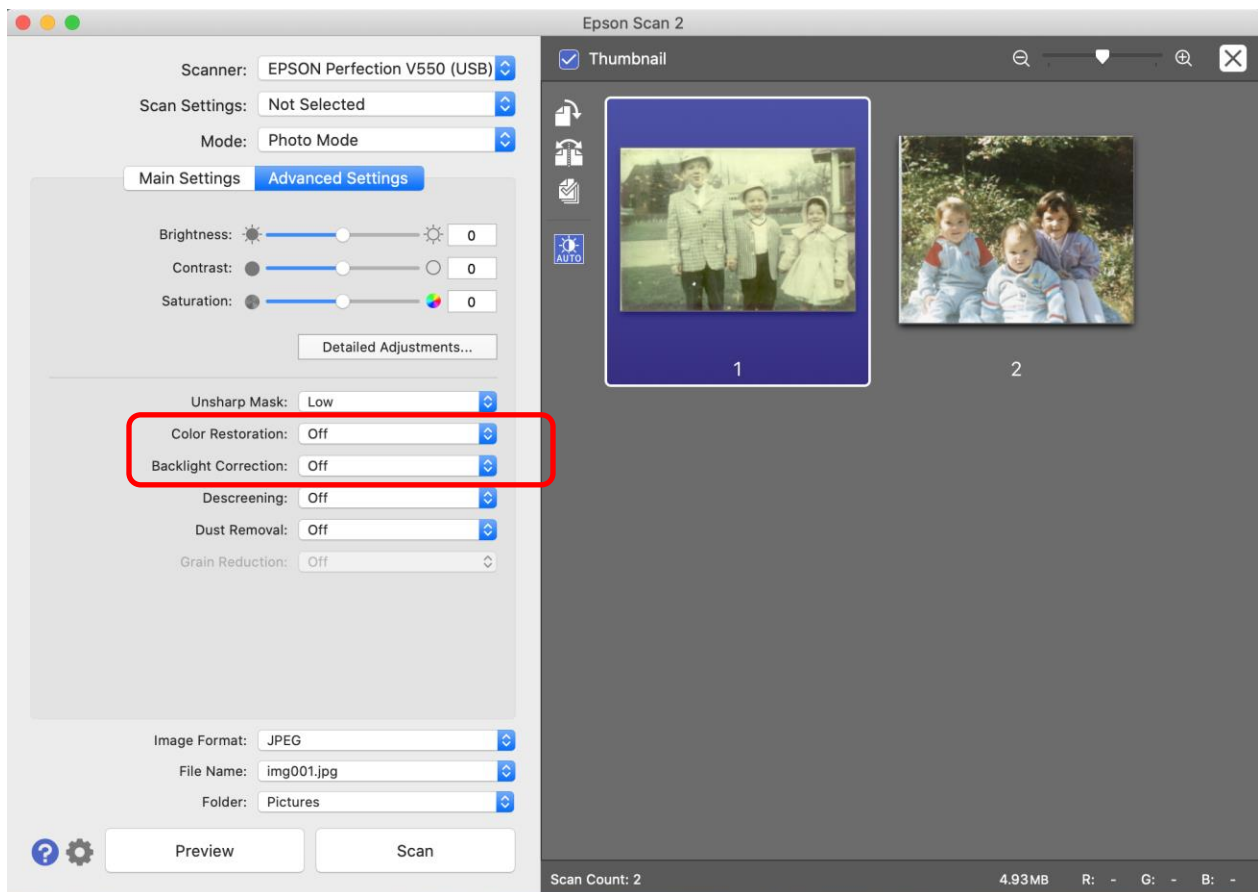 Epson Scan 2
Scanner: EPSON Perfection V550 (USB)
Scan Settings: Not Selected
Mode: Photo Mode
Main Settings Advanced Settings
Brightness: 0
Contrast: 0
Saturation: 0
Detailed Adjustments...
Unsharp Mask: Low
Color Restoration: Off
Backlight Correction: Off
Descreening: Off
Dust Removal: Off
Grain Reduction: Off
Image Format: JPEG
File Name: img001.jpg
Folder: Pictures
? Preview Scan
Thumbnail
AUTO
1 2
Scan Count: 2 4.93MB R: - G: - B: -